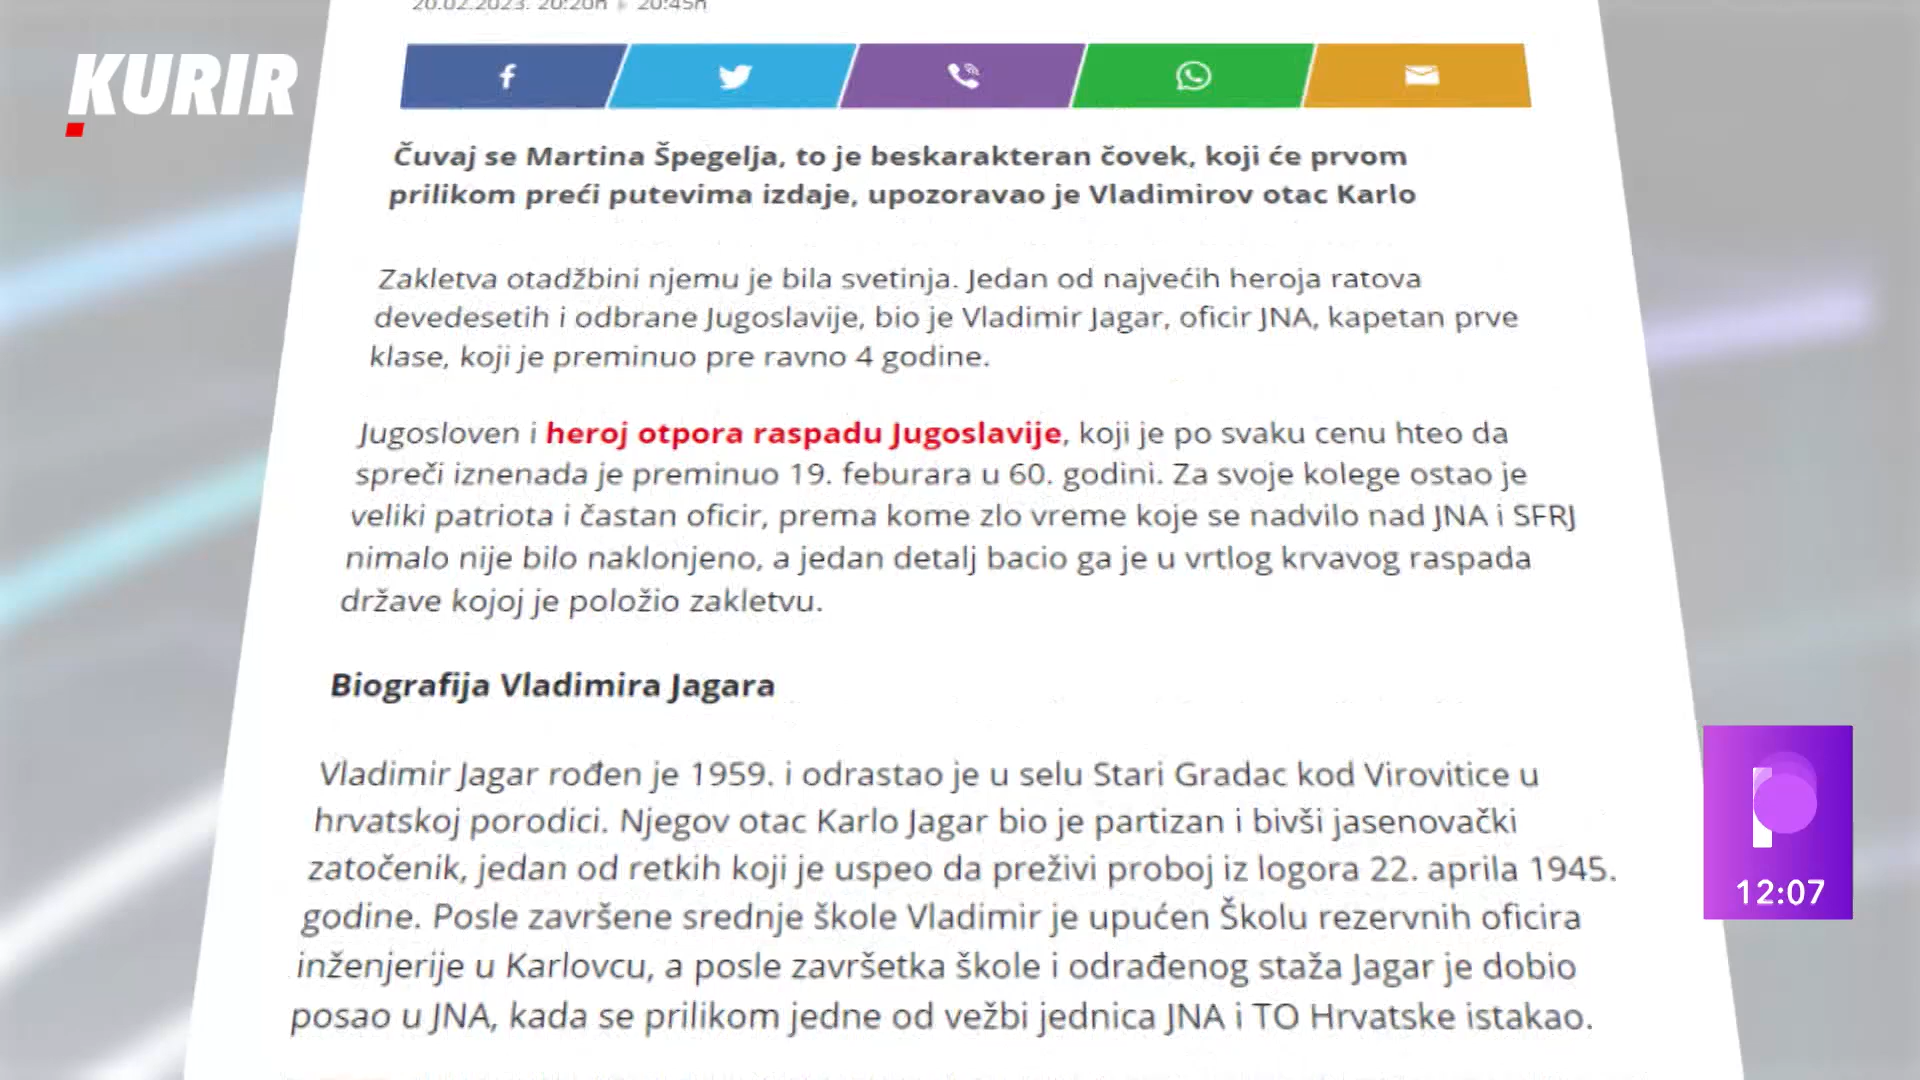 20.02.2023. 20:20h 20:45h
KURIR
Čuvaj se Martina Špegelja, to je beskarakteran čovek, koji će prvom
prilikom preći putevima izdaje, upozoravao je Vladimirov otac Karlo
Zakletva otadžbini njemu je bila svetinja. Jedan od najvećih heroja ratova
devedesetih i odbrane Jugoslavije, bio je Vladimir Jagar, oficir JNA, kapetan prve
klase, koji je preminuo pre ravno 4 godine.
Jugosloven i heroj otpora raspadu Jugoslavije, koji je po svaku cenu hteo da
spreči iznenada je preminuo 19. feburara u 60. godini. Za svoje kolege ostao je
veliki patriota i častan oficir, prema kome zlo vreme koje se nadvilo nad JNA i SFRJ
nimalo nije bilo naklonjeno, a jedan detalj bacio ga je u vrtlog krvavog raspada
države kojoj je položio zakletvu.
Biografija Vladimira Jagara
Vladimir Jagar rođen je 1959. i odrastao je u selu Stari Gradac kod Virovitice u
hrvatskoj porodici. Njegov otac Karlo Jagar bio je partizan i bivši jasenovački
zatočenik, jedan od retkih koji je uspeo da preživi proboj iz logora 22. aprila 1945.
godine. Posle završene srednje škole Vladimir je upućen Školu rezervnih oficira
inženjerije u Karlovcu, a posle završetka škole i odrađenog staža Jagar je dobio
posao u JNA, kada se prilikom jedne od vežbi jednica JNA i TO Hrvatske istakao.
12:07